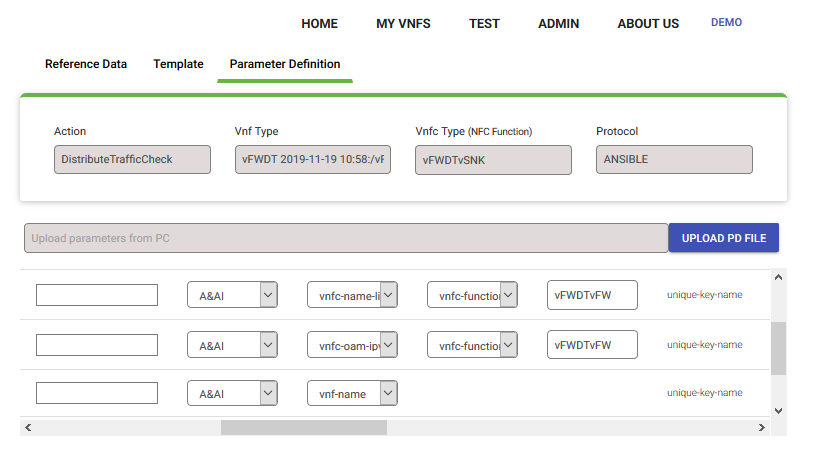 HOME MY VNFS TEST ADMIN ABOUT US DEMO
Reference Data Template Parameter Definition
Action Vnf Type Vnfc Type (NFC Function) Protocol
DistributeTrafficCheck vFWDT 2019-11-19 10:58:/vF vFWDTvSNK ANSIBLE
Upload parameters from PC UPLOAD PD FILE
A&AI vnfc-name-li vnfc-function vFWDTvFW unique-key-name
A&AI vnfc-oam-ipv vnfc-function vFWDTvFW unique-key-name
A&AI vnf-name unique-key-name